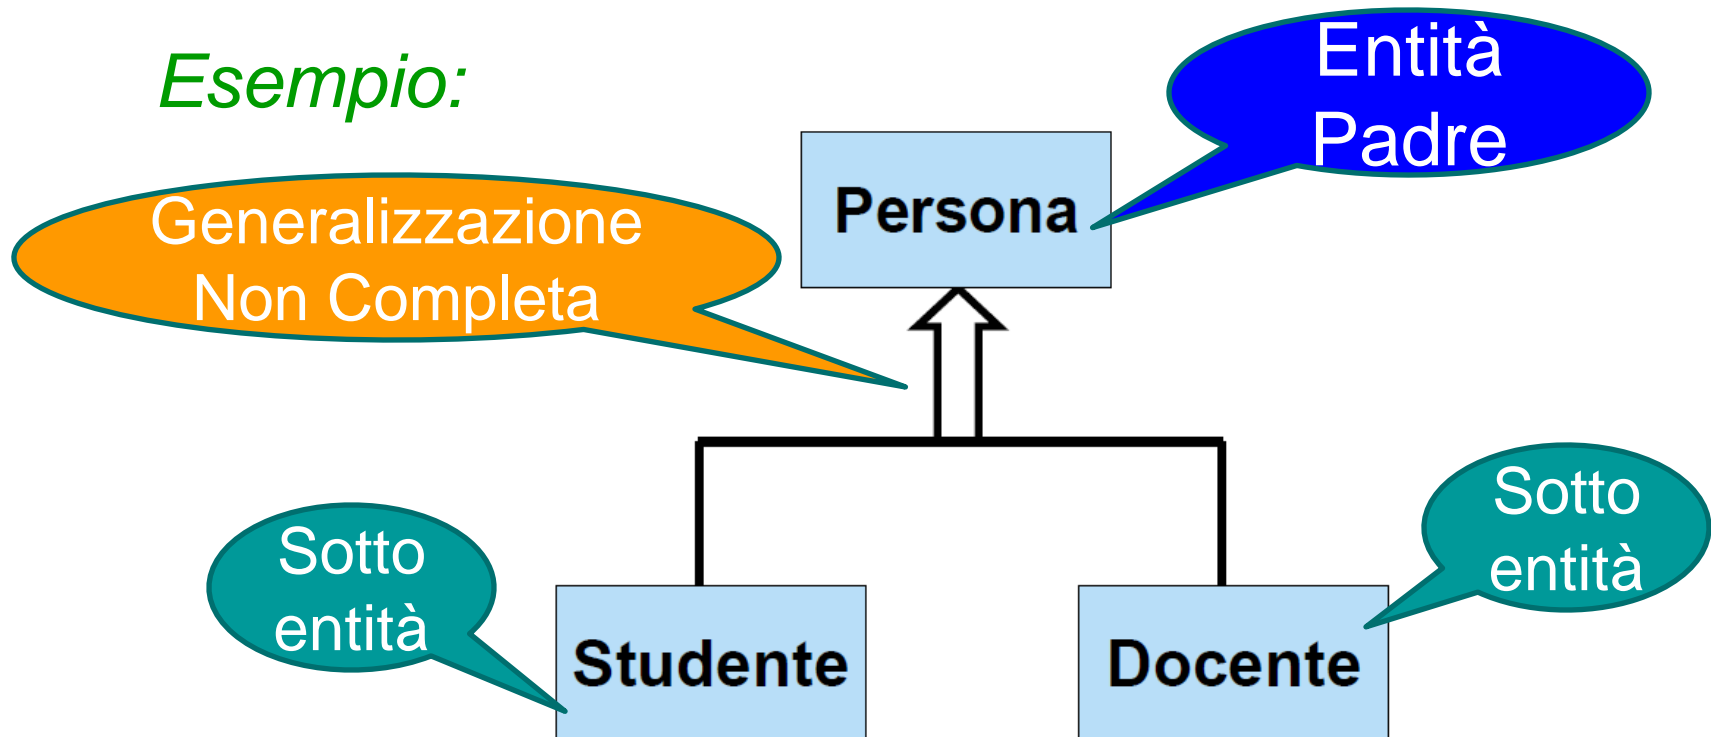 Esempio:
Entità
Padre
Persona
Generalizzazione
Non Completa
Sotto
entità
Sotto
entità
Studente
Docente